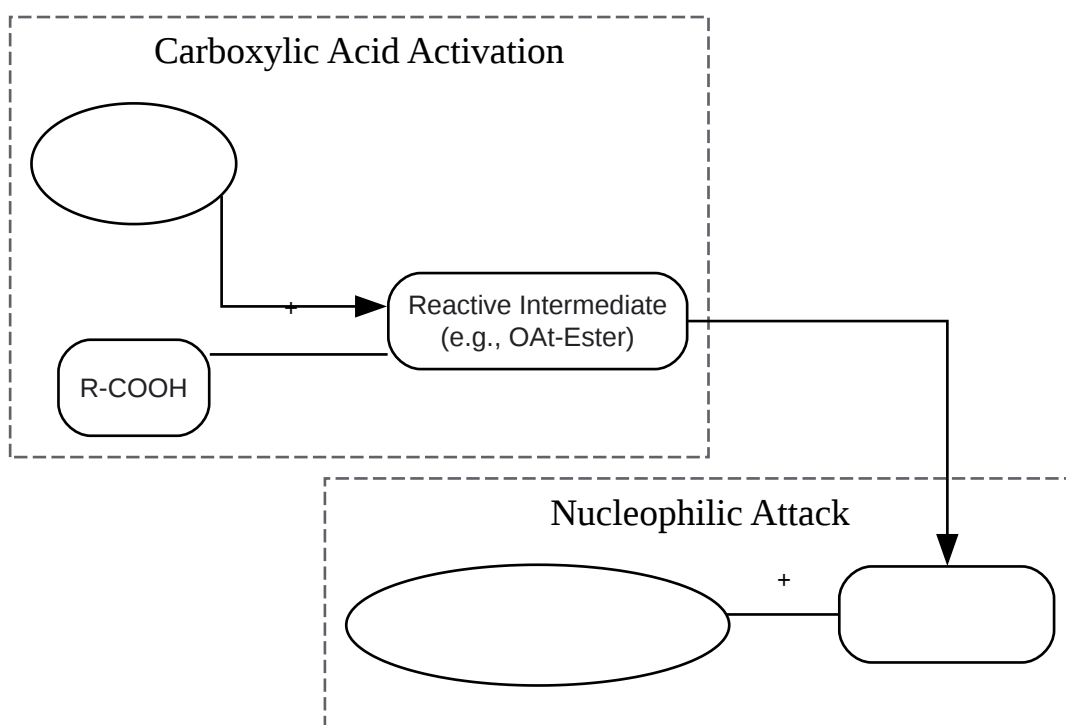 Carboxylic Acid Activation
+
Reactive Intermediate
(e.g., OAt-Ester)
R-COOH
Nucleophilic Attack
+